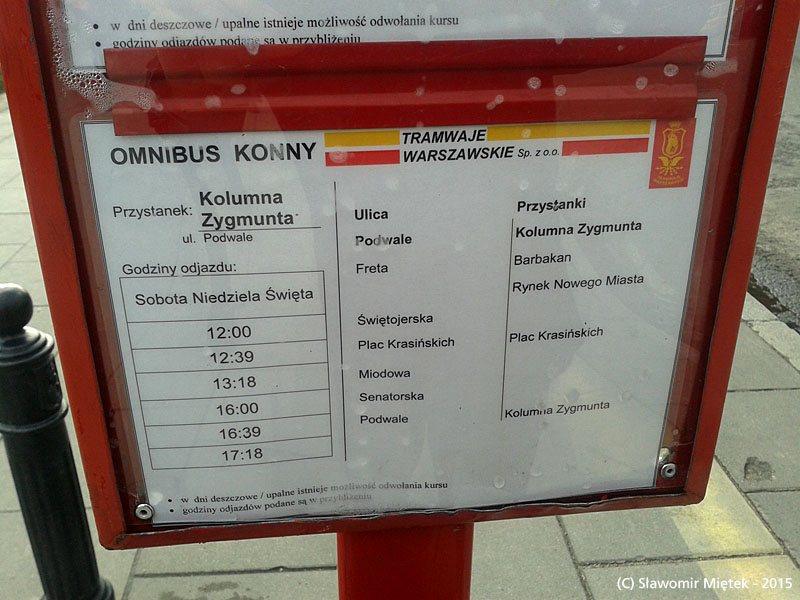 • w dni deszczowe / upalne istnieje możliwość odwołania kursu
• godziny odjazdów podane są w przybliżeniu
OMNIBUS KONNY
TRAMWAJE
WARSZAWSKIE Sp. z o.o.
Przystanek: Kolumna
Zygmunta
ul. Podwale
Godziny odjazdu:
Sobota Niedziela Święta
12:00
12:39
13:18
16:00
16:39
17:18
Ulica
Podwale
Freta
Świętojerska
Plac Krasińskich
Miodowa
Senatorska
Podwale
Przystanki
Kolumna Zygmunta
Barbakan
Rynek Nowego Miasta
Plac Krasińskich
Kolumna Zygmunta
• w dni deszczowe / upalne istnieje możliwość odwołania kursu
• godziny odjazdów podane są w przybliżeniu
(C) Sławomir Miętek - 2015